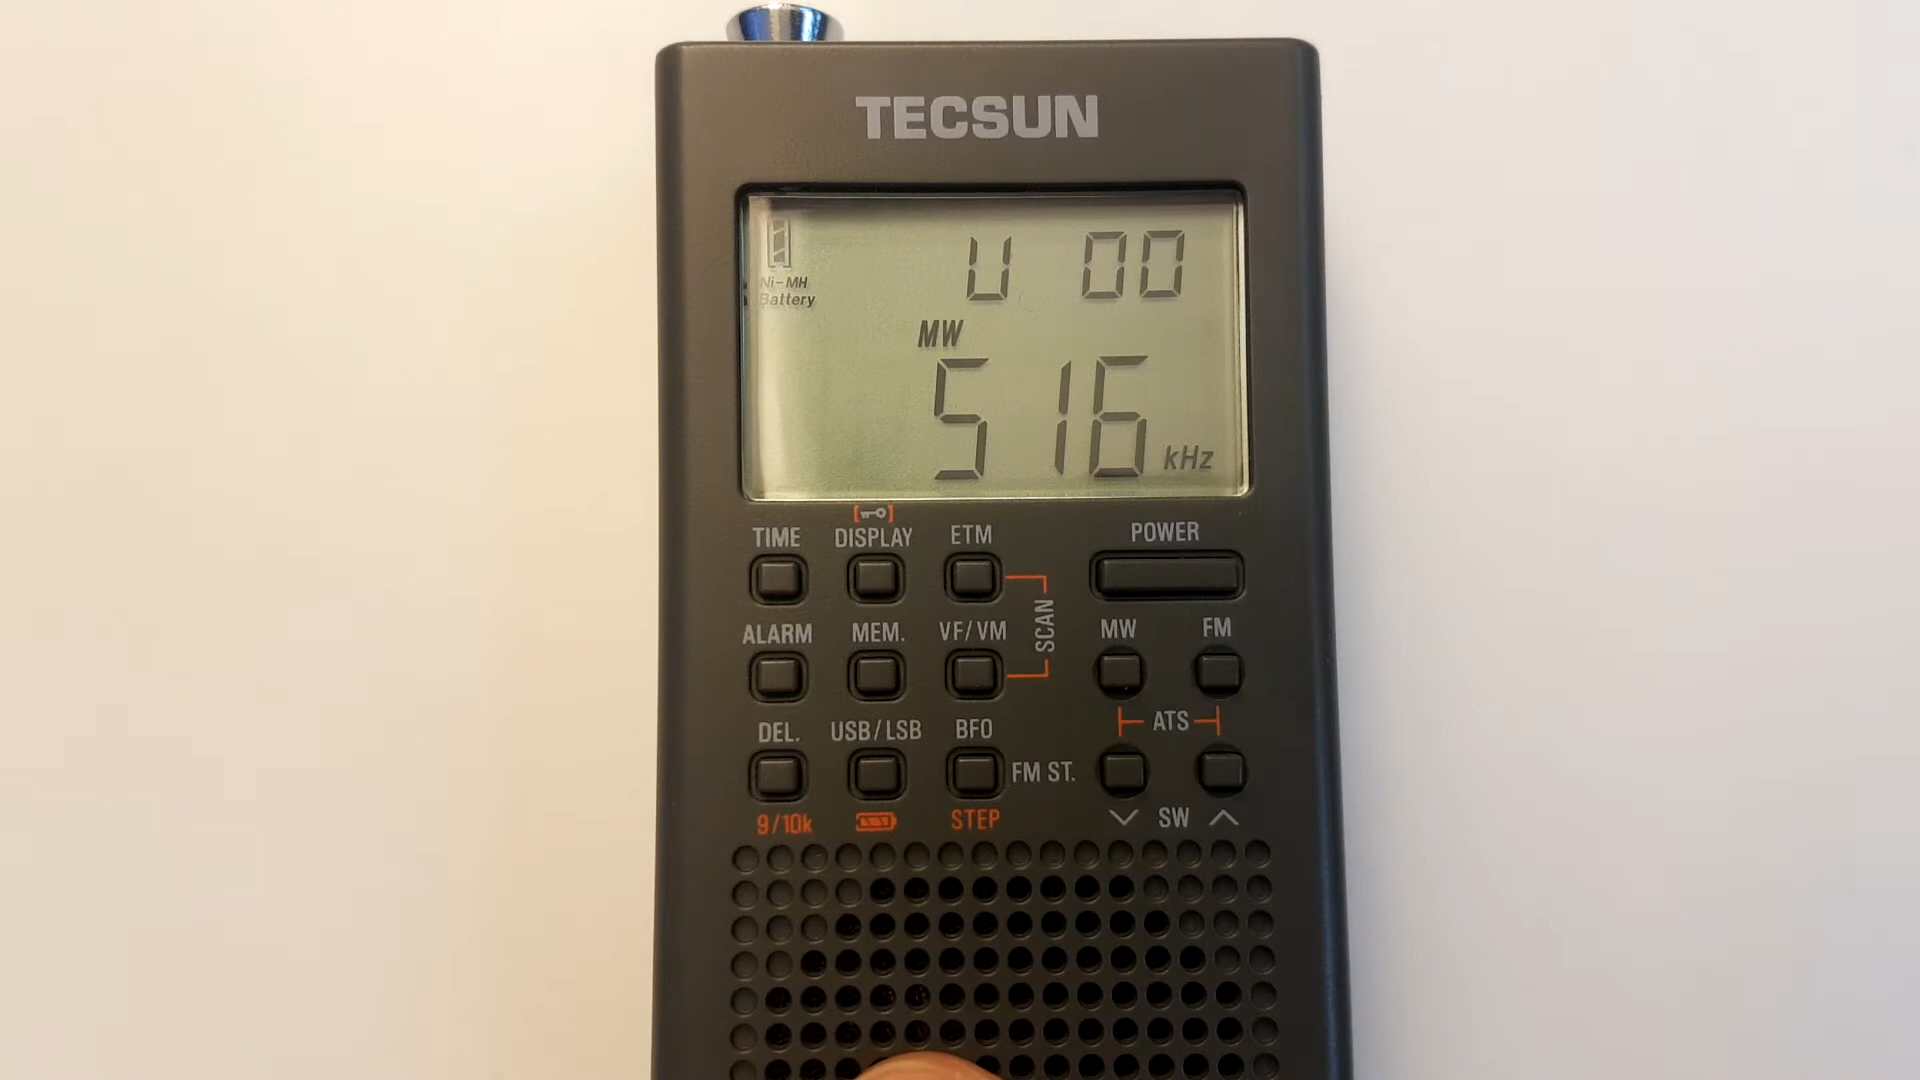 TECSUN
U 00
Ni-MH
Battery
MW
516 kHz
TIME DISPLAY ETM POWER
SCAN
ALARM MEM. VF/VM MW FM
ATS
DEL. USB/LSB BFO
FM ST.
9/10k STEP SW